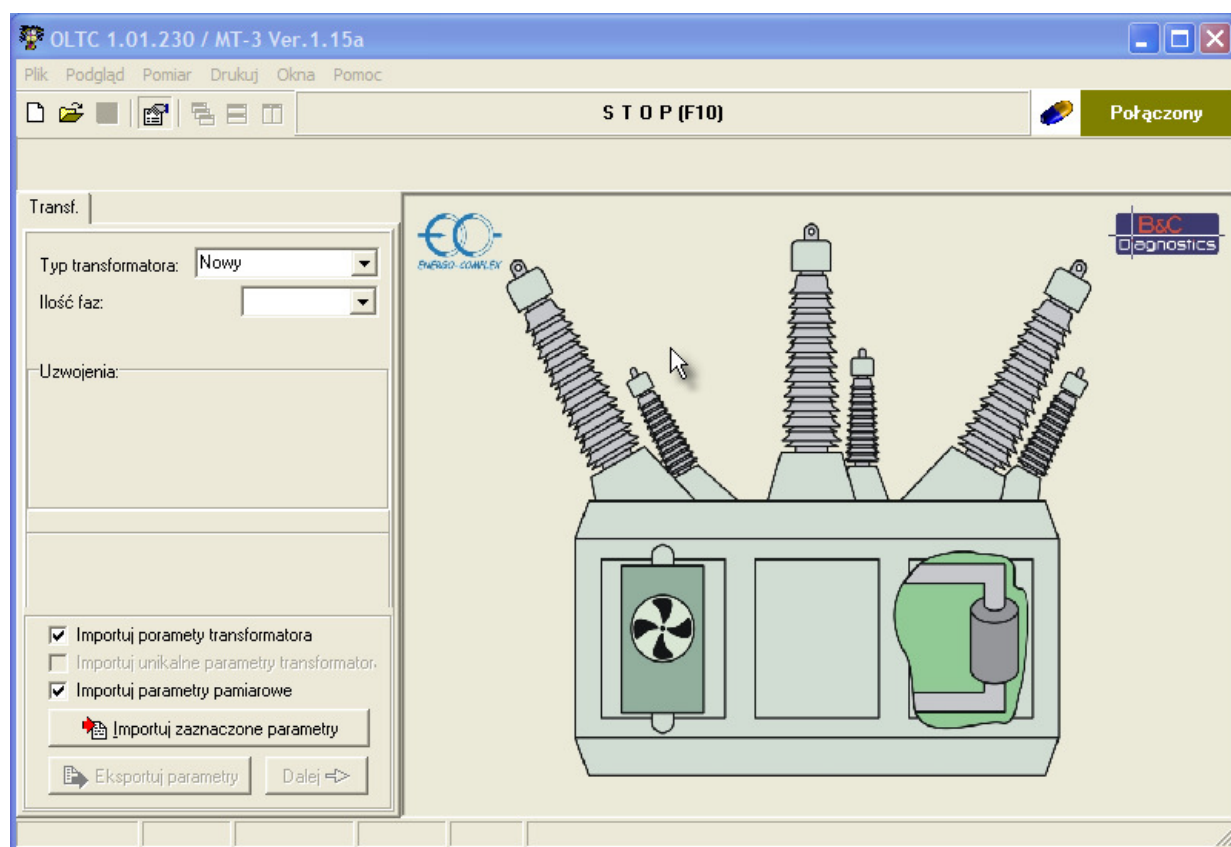 OLTC 1.01.230 / MT-3 Ver.1.15a
Plik Podgląd Pomiar Drukuj Okna Pomoc
S T O P (F10)
Połączony
Transf.
Typ transformatora: Nowy
Ilość faz:
Uzwojenia:
Importuj poramety transformatora
Importuj unikalne parametry transformator
Importuj parametry pamiarowe
Importuj zaznaczone parametry
Eksportuj parametry Dalej
ENERGO-COMPLEX
B&C
Diagnostics